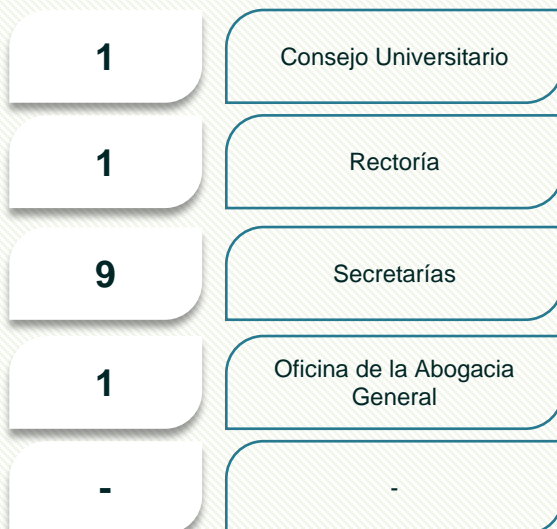 1
Consejo Universitario
1
Rectoría
9
Secretarías
1
Oficina de la Abogacia
General
-
-